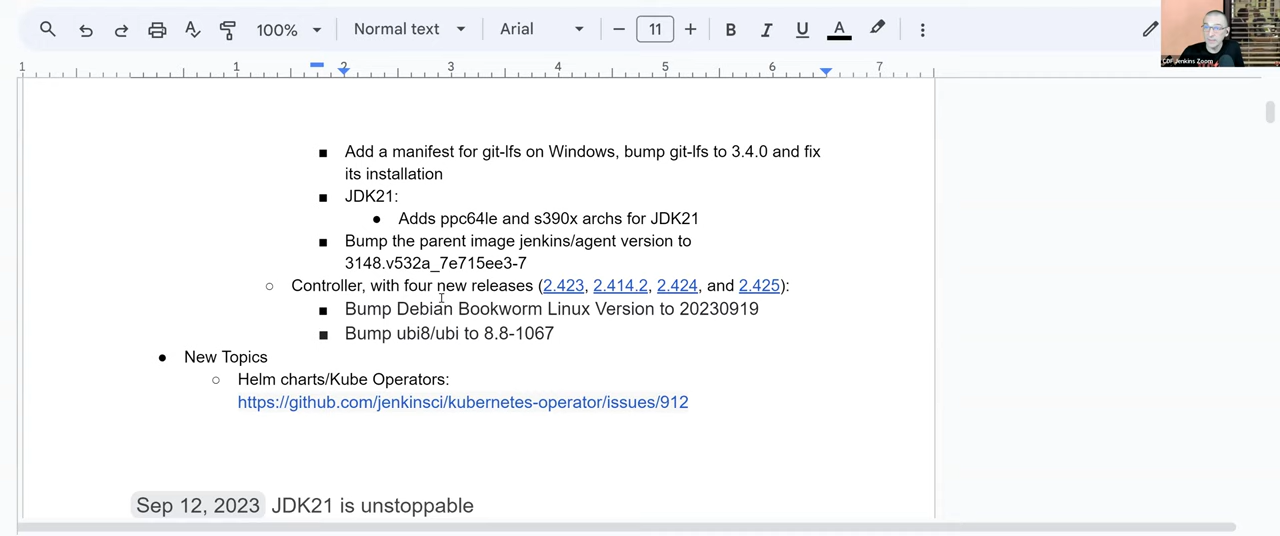 100%
Normal text
Arial
11
B I U A
1 1 2 3 4 5 6 7
CDF Jenkins Zoom
■ Add a manifest for git-lfs on Windows, bump git-lfs to 3.4.0 and fix
its installation
■ JDK21:
● Adds ppc64le and s390x archs for JDK21
■ Bump the parent image jenkins/agent version to
3148.v532a_7e715ee3-7
○ Controller, with four new releases (2.423, 2.414.2, 2.424, and 2.425):
■ Bump Debian Bookworm Linux Version to 20230919
■ Bump ubi8/ubi to 8.8-1067
● New Topics
○ Helm charts/Kube Operators:
https://github.com/jenkinsci/kubernetes-operator/issues/912
Sep 12, 2023 JDK21 is unstoppable